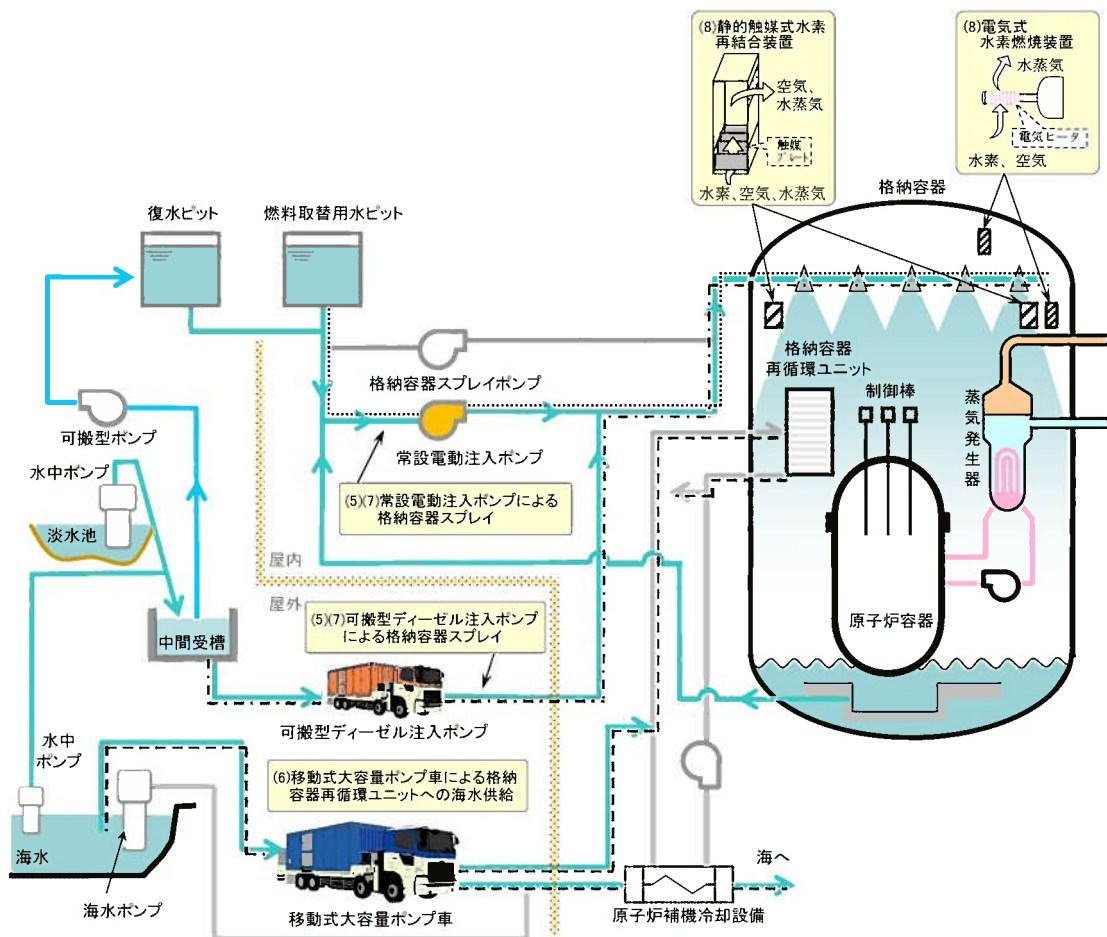 (8)静的触媒式水素
再結合装置
空気、
水蒸気
触媒
プレート
水素、空気、水蒸気
(8)電気式
水素燃焼装置
水蒸気
電気ヒータ
水素、空気
格納容器
復水ピット
燃料取替用水ピット
格納容器スプレイポンプ
格納容器
再循環ユニット
制御棒
蒸気発生器
可搬型ポンプ
常設電動注入ポンプ
水中ポンプ
(5)(7)常設電動注入ポンプによる
格納容器スプレイ
淡水池
屋内
屋外
(5)(7)可搬型ディーゼル注入ポンプ
による格納容器スプレイ
原子炉容器
中間受槽
可搬型ディーゼル注入ポンプ
水中
ポンプ
(6)移動式大容量ポンプ車による格納
容器再循環ユニットへの海水供給
海水
海へ
海水ポンプ
移動式大容量ポンプ車
原子炉補機冷却設備